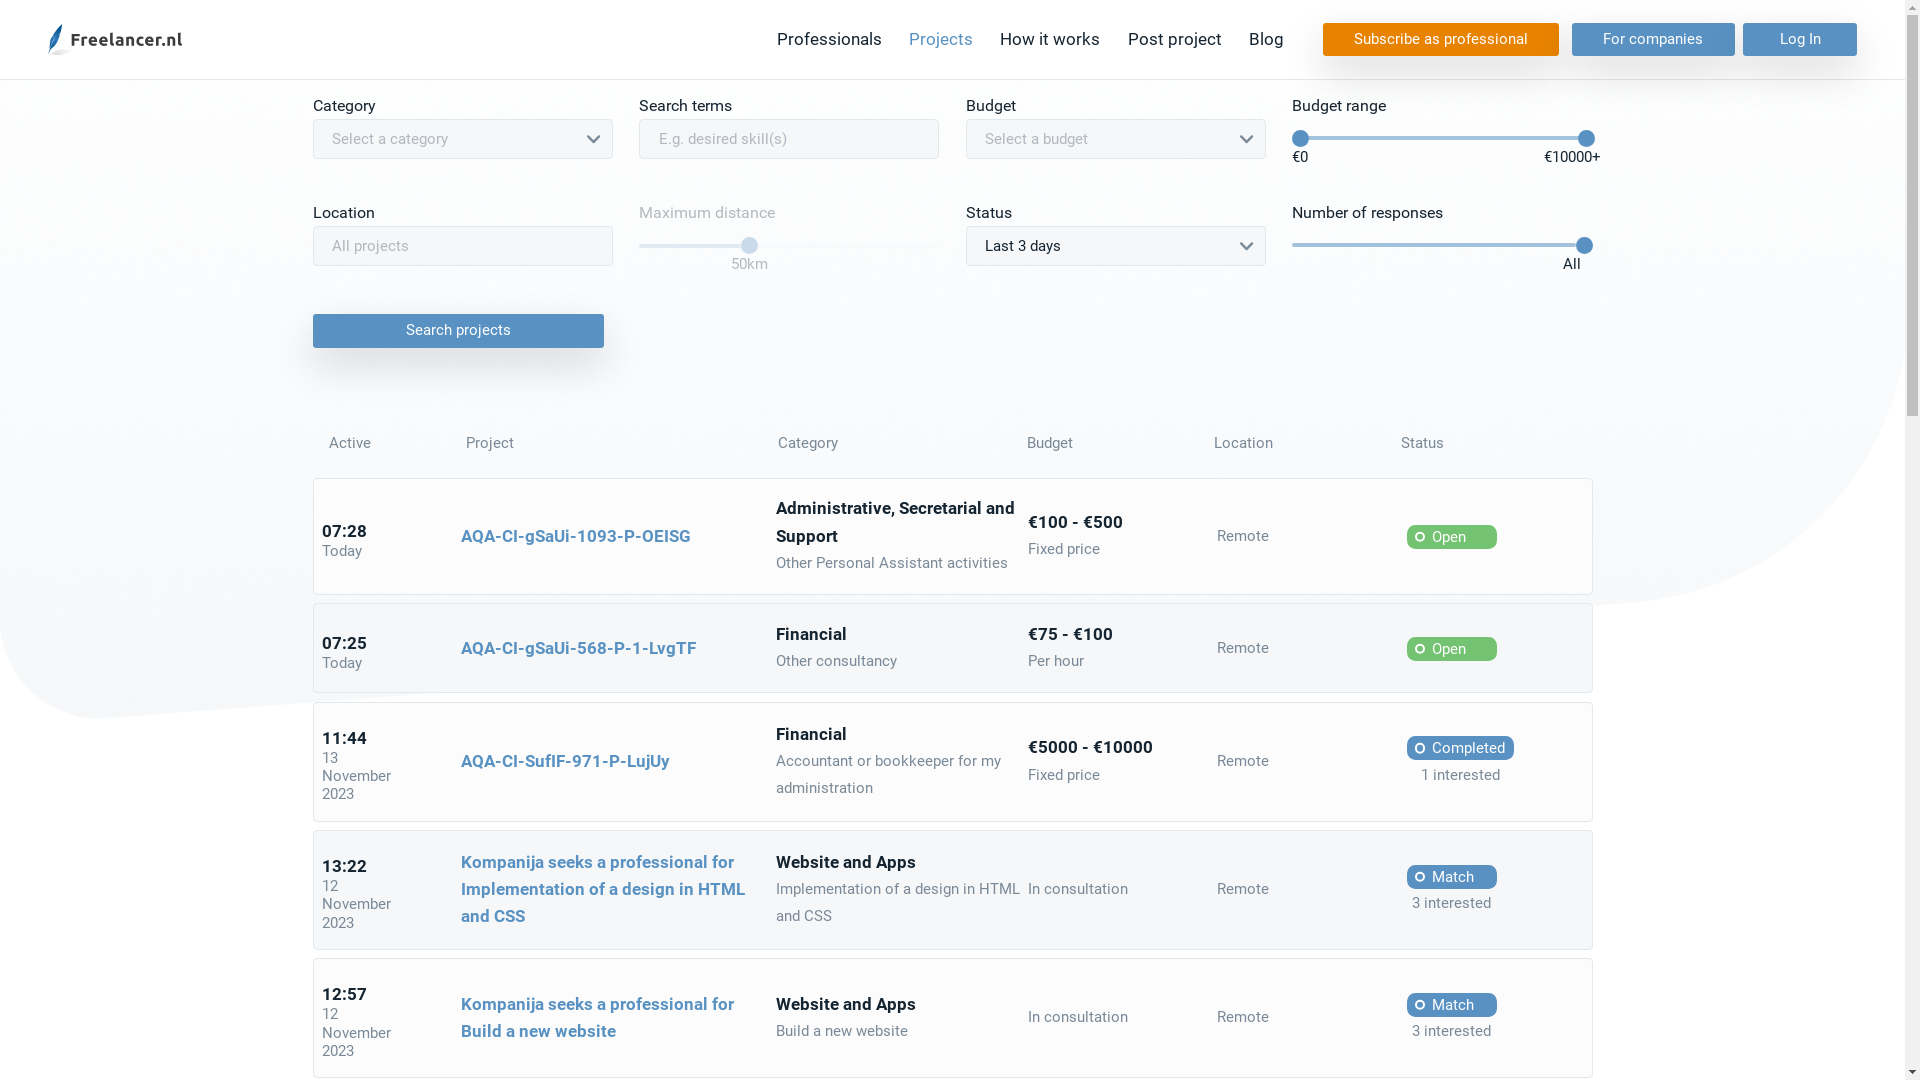 Freelancer.nl
Professionals Projects How it works Post project Blog Subscribe as professional For companies Log In
Category Search terms Budget Budget range
Select a category E.g. desired skill(s) Select a budget
€0 €10000+
Location Maximum distance Status Number of responses
All projects Last 3 days
50km All
Search projects
Active Project Category Budget Location Status
07:28
Today
AQA-CI-gSaUi-1093-P-OEISG
Administrative, Secretarial and
Support
Other Personal Assistant activities
€100 - €500
Fixed price
Remote
Open
07:25
Today
AQA-CI-gSaUi-568-P-1-LvgTF
Financial
Other consultancy
€75 - €100
Per hour
Remote
Open
11:44
13
November
2023
AQA-CI-SufIF-971-P-LujUy
Financial
Accountant or bookkeeper for my
administration
€5000 - €10000
Fixed price
Remote
Completed
1 interested
13:22
12
November
2023
Kompanija seeks a professional for
Implementation of a design in HTML
and CSS
Website and Apps
Implementation of a design in HTML
and CSS
In consultation
Remote
Match
3 interested
12:57
12
November
2023
Kompanija seeks a professional for
Build a new website
Website and Apps
Build a new website
In consultation
Remote
Match
3 interested